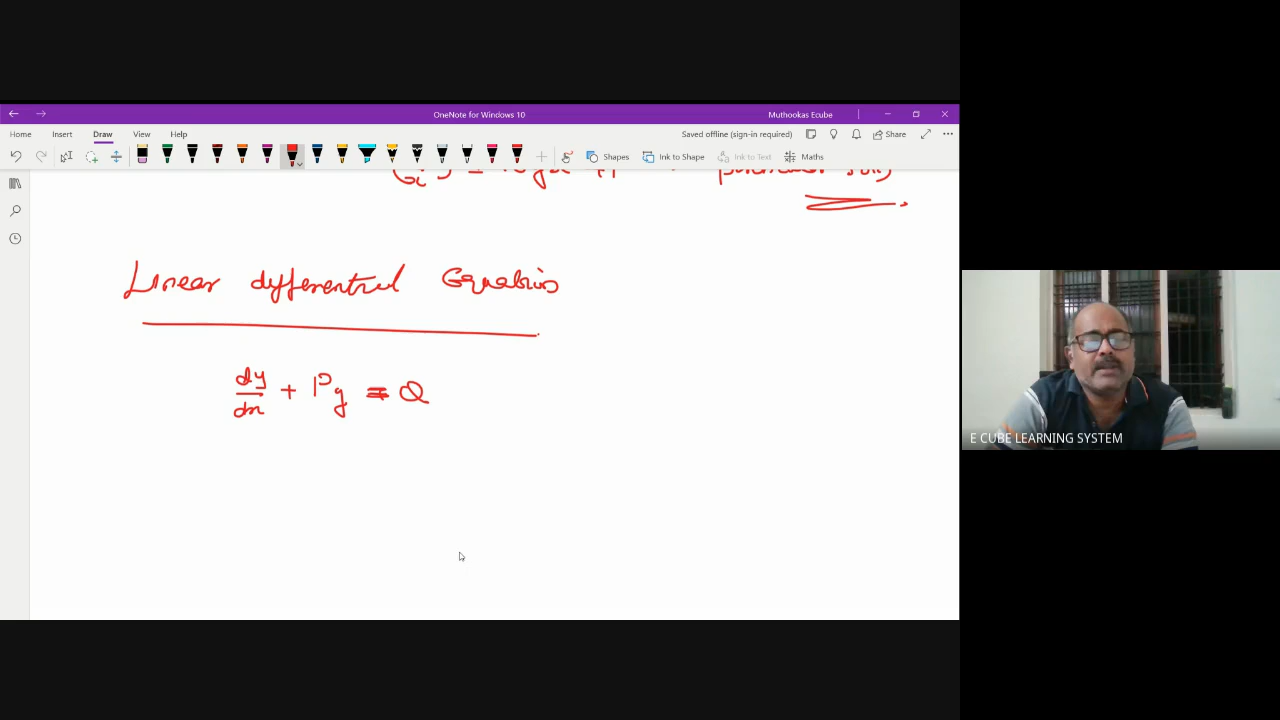 OneNote for Windows 10
Muthookas Ecube
Home Insert Draw View Help
Saved offline (sign-in required) Share
Shapes Ink to Shape Ink to Text Maths
Linear differential Equations
dy/dx + Py = Q
E CUBE LEARNING SYSTEM